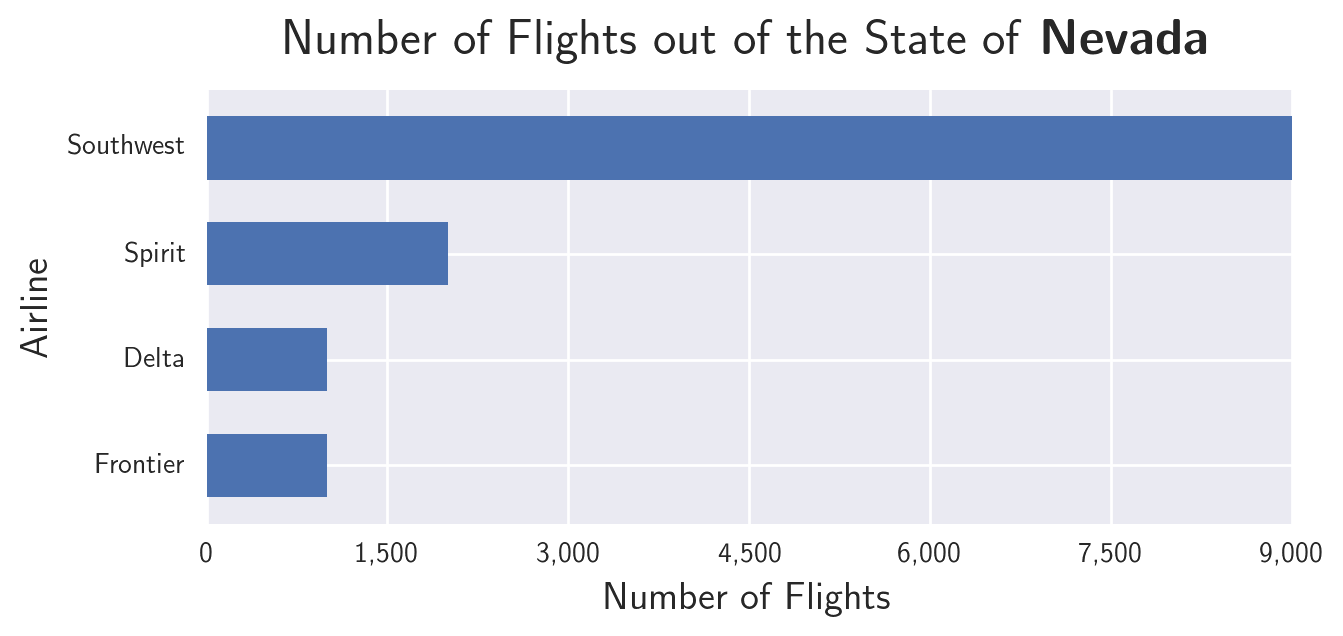 Number of Flights out of the State of Nevada
Southwest
Spirit
Delta
Frontier
Airline
0 1,500 3,000 4,500 6,000 7,500 9,000
Number of Flights